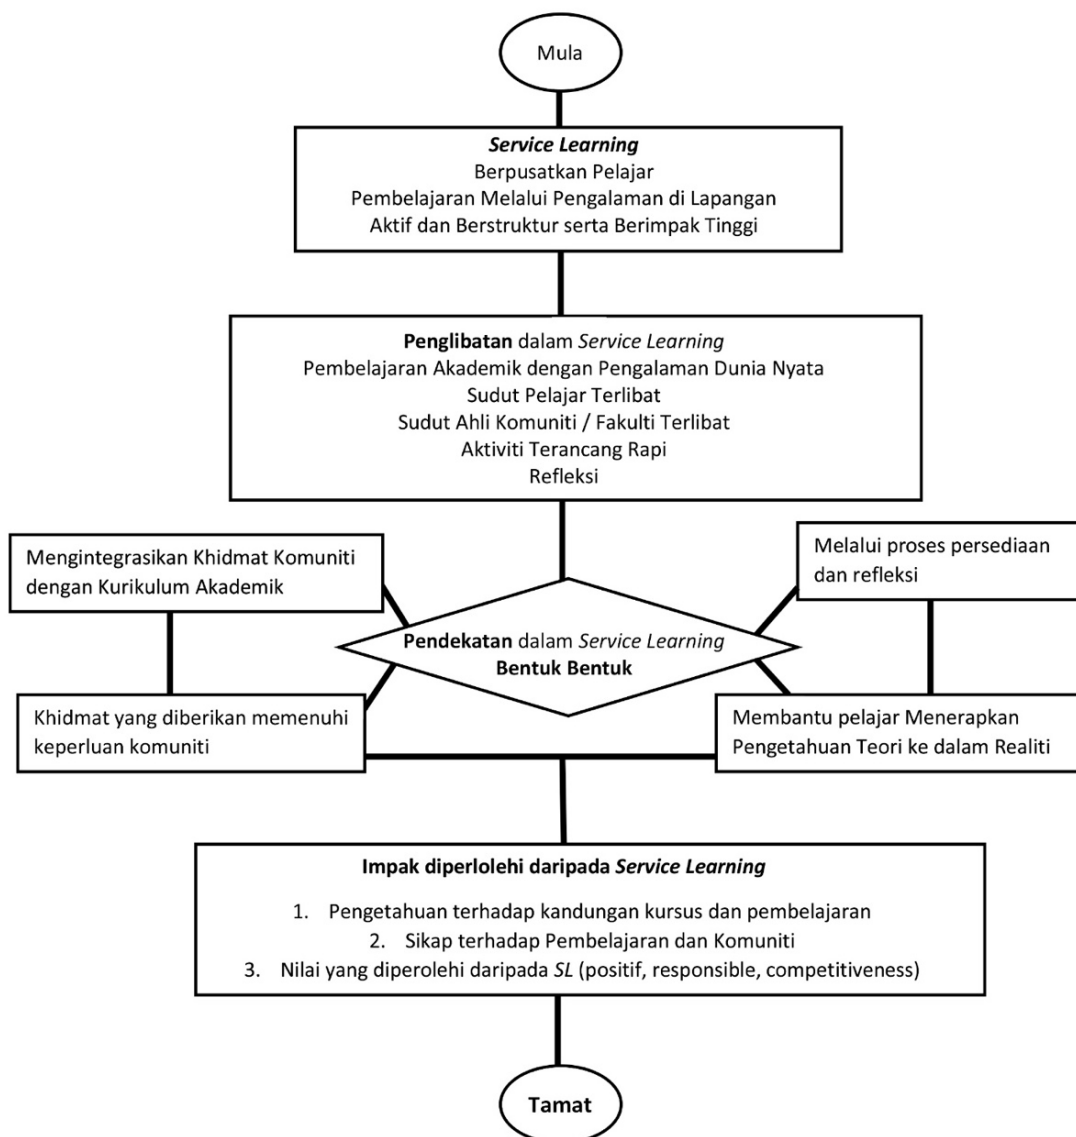 Mula
Service Learning
Berpusatkan Pelajar
Pembelajaran Melalui Pengalaman di Lapangan
Aktif dan Berstruktur serta Berimpak Tinggi
Penglibatan dalam Service Learning
Pembelajaran Akademik dengan Pengalaman Dunia Nyata
Sudut Pelajar Terlibat
Sudut Ahli Komuniti / Fakulti Terlibat
Aktiviti Terancang Rapi
Refleksi
Mengintegrasikan Khidmat Komuniti
dengan Kurikulum Akademik
Melalui proses persediaan
dan refleksi
Pendekatan dalam Service Learning
Bentuk Bentuk
Khidmat yang diberikan memenuhi
keperluan komuniti
Membantu pelajar Menerapkan
Pengetahuan Teori ke dalam Realiti
Impak diperlolehi daripada Service Learning
1. Pengetahuan terhadap kandungan kursus dan pembelajaran
2. Sikap terhadap Pembelajaran dan Komuniti
3. Nilai yang diperolehi daripada SL (positif, responsible, competitiveness)
Tamat